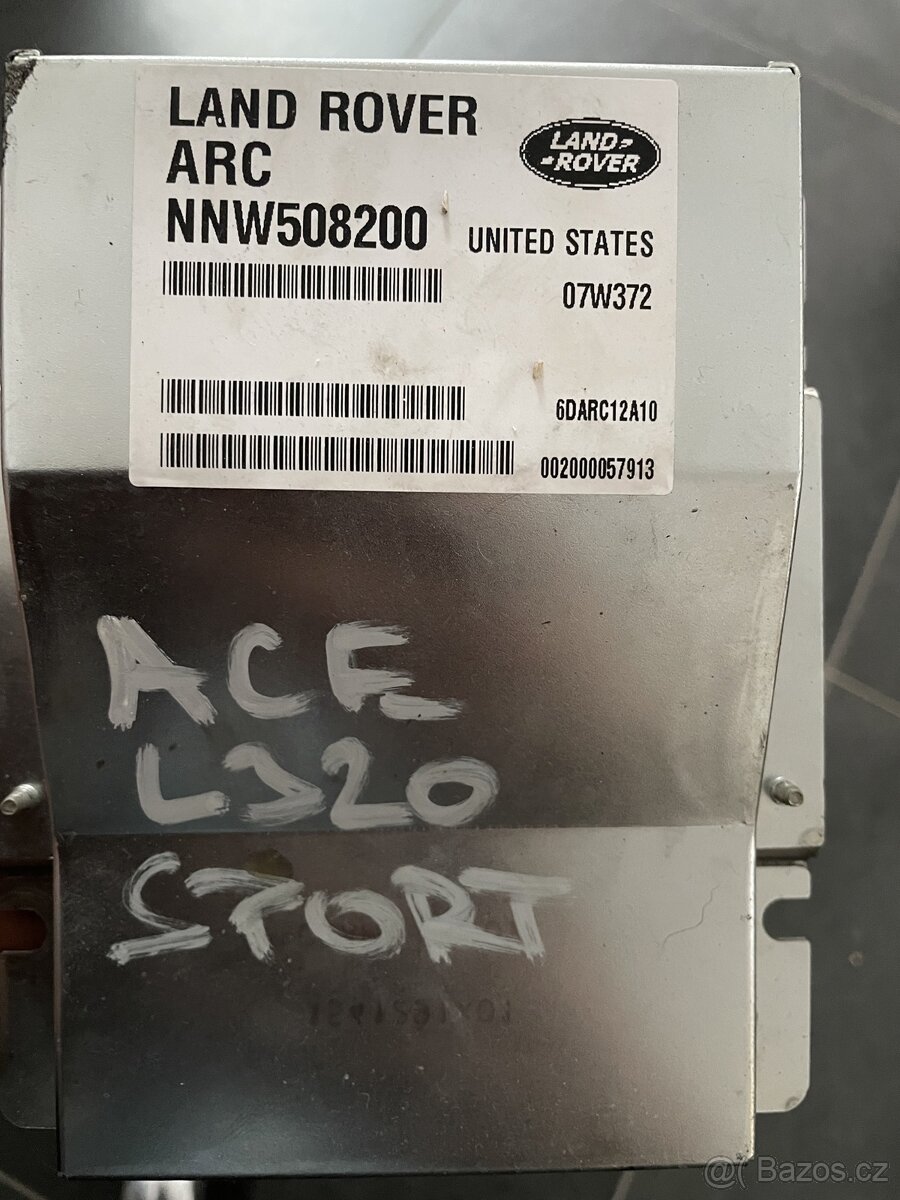 LAND ROVER
LAND ROVER
ARC
NNW508200
UNITED STATES
07W372
6DARC12A10
002000057913
ACE
L320
SPORT
@( Bazos.cz